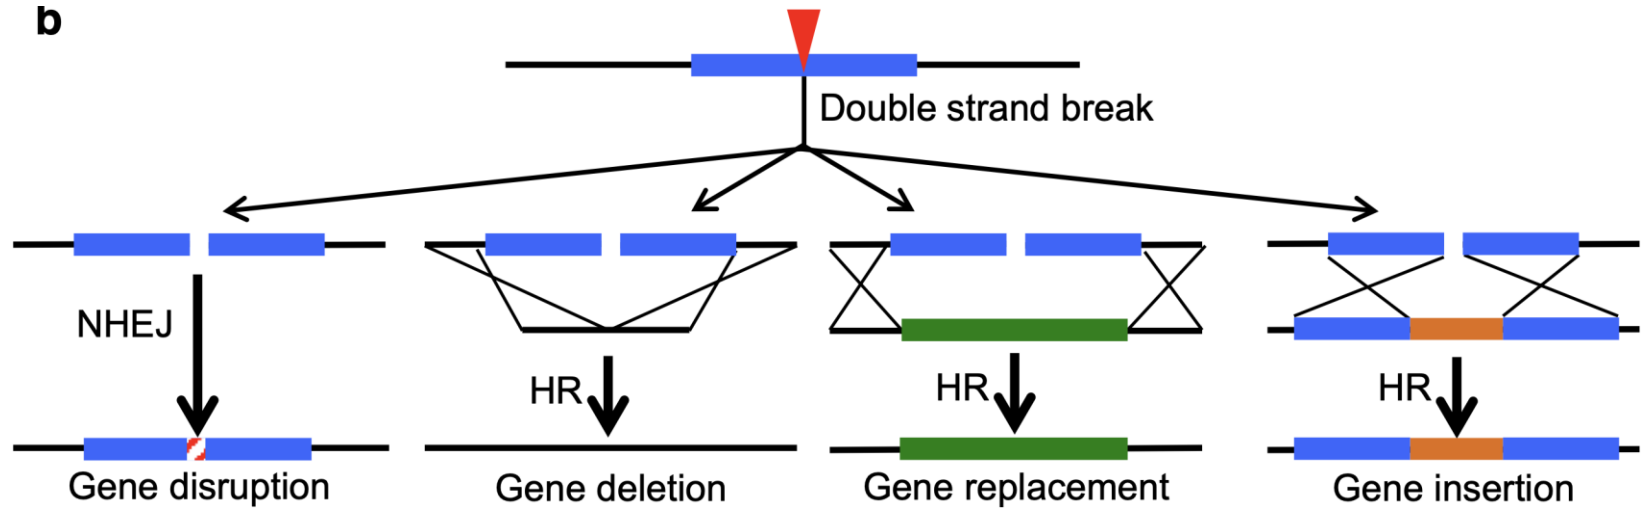 b
Double strand break
NHEJ
HR
HR
HR
Gene disruption
Gene deletion
Gene replacement
Gene insertion